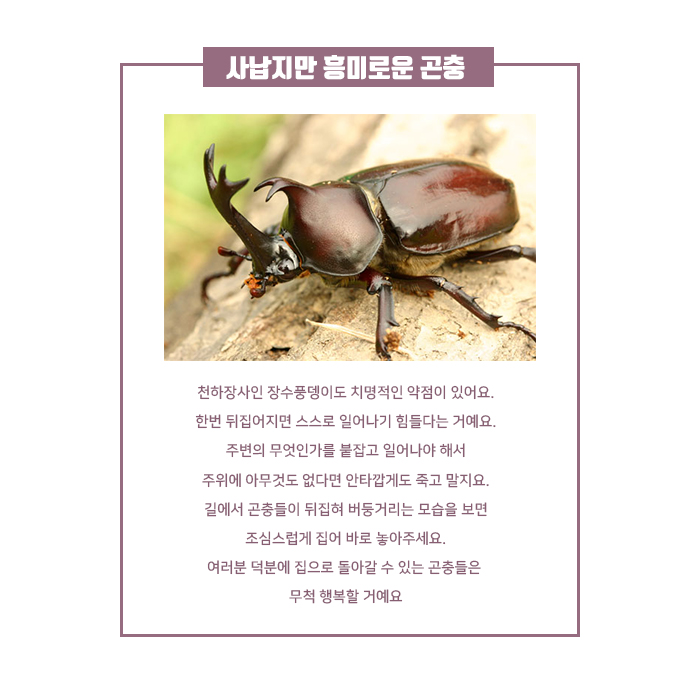 사납지만 흥미로운 곤충
천하장사인 장수풍뎅이도 치명적인 약점이 있어요.
한번 뒤집어지면 스스로 일어나기 힘들다는 거예요.
주변의 무엇인가를 붙잡고 일어나야 해서
주위에 아무것도 없다면 안타깝게도 죽고 말지요.
길에서 곤충들이 뒤집혀 버둥거리는 모습을 보면
조심스럽게 집어 바로 놓아주세요.
여러분 덕분에 집으로 돌아갈 수 있는 곤충들은
무척 행복할 거예요